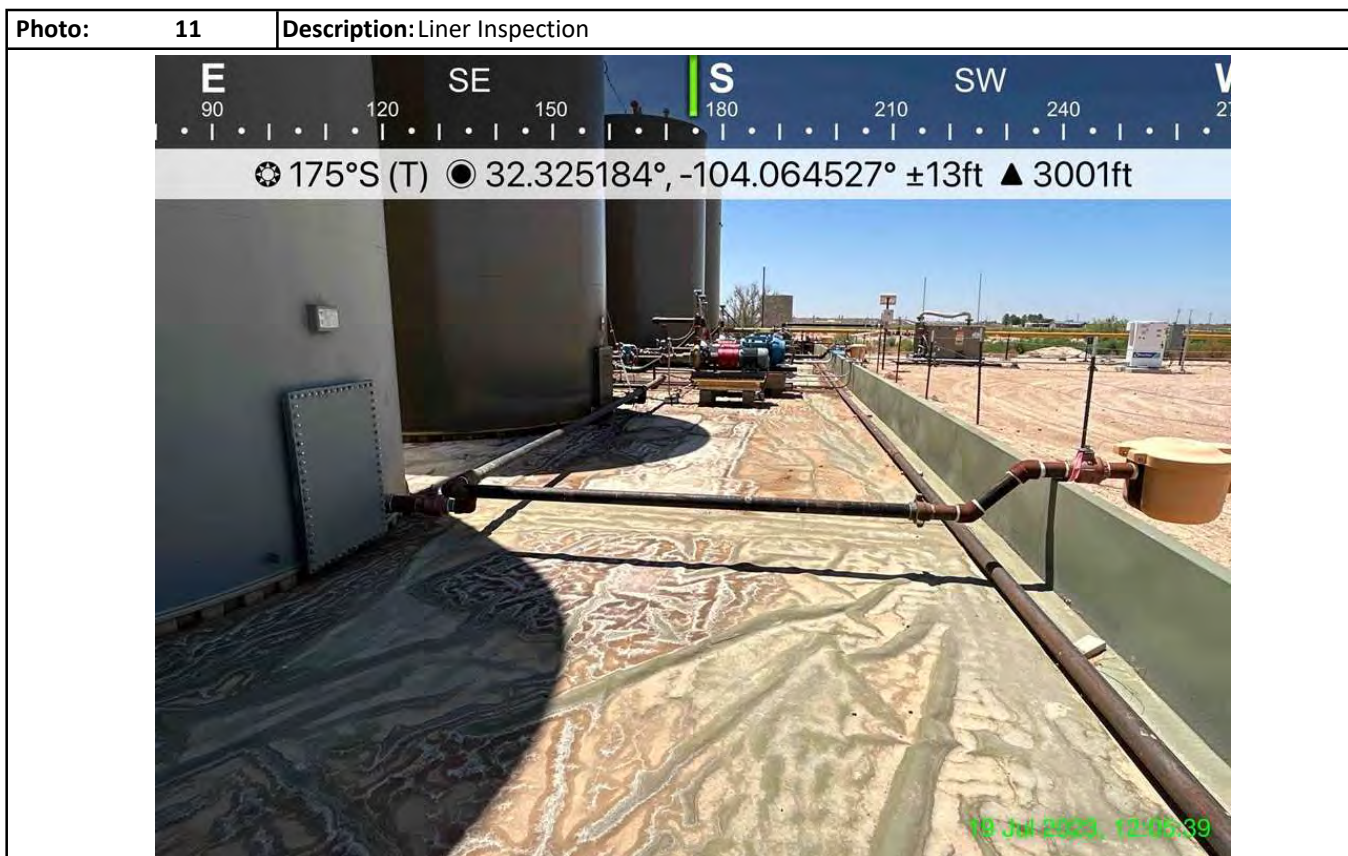 Photo: 11 Description: Liner Inspection
E SE S SW W
90 120 150 180 210 240
175°S (T) 32.325184°, -104.064527° ±13ft ▲ 3001ft
19 Jul 2023, 12:05:39